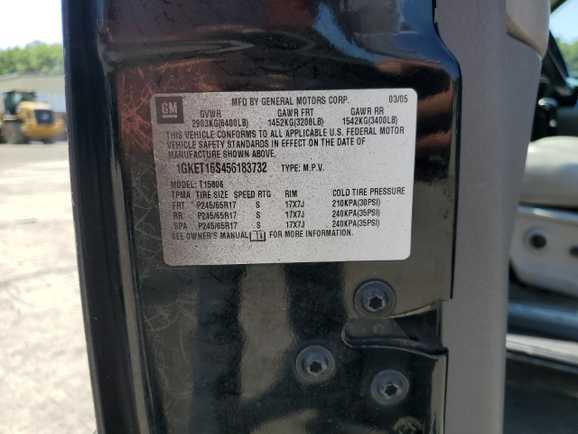 GM
MFD BY GENERAL MOTORS CORP. 03/05
GVWR GAWR FRT GAWR RR
2903KG(6400LB) 1452KG(3200LB) 1542KG(3400LB)
THIS VEHICLE CONFORMS TO ALL APPLICABLE U.S. FEDERAL MOTOR
VEHICLE SAFETY STANDARDS IN EFFECT ON THE DATE OF
MANUFACTURE SHOWN ABOVE.
1GKET16S456183732 TYPE: M.P.V.
MODEL: T15806
TPMA TIRE SIZE SPEED RTG RIM COLD TIRE PRESSURE
FRT P245/65R17 S 17X7J 210KPA(30PSI)
RR P245/65R17 S 17X7J 240KPA(35PSI)
SPA P245/65R17 S 17X7J 240KPA(35PSI)
SEE OWNER'S MANUAL FOR MORE INFORMATION.